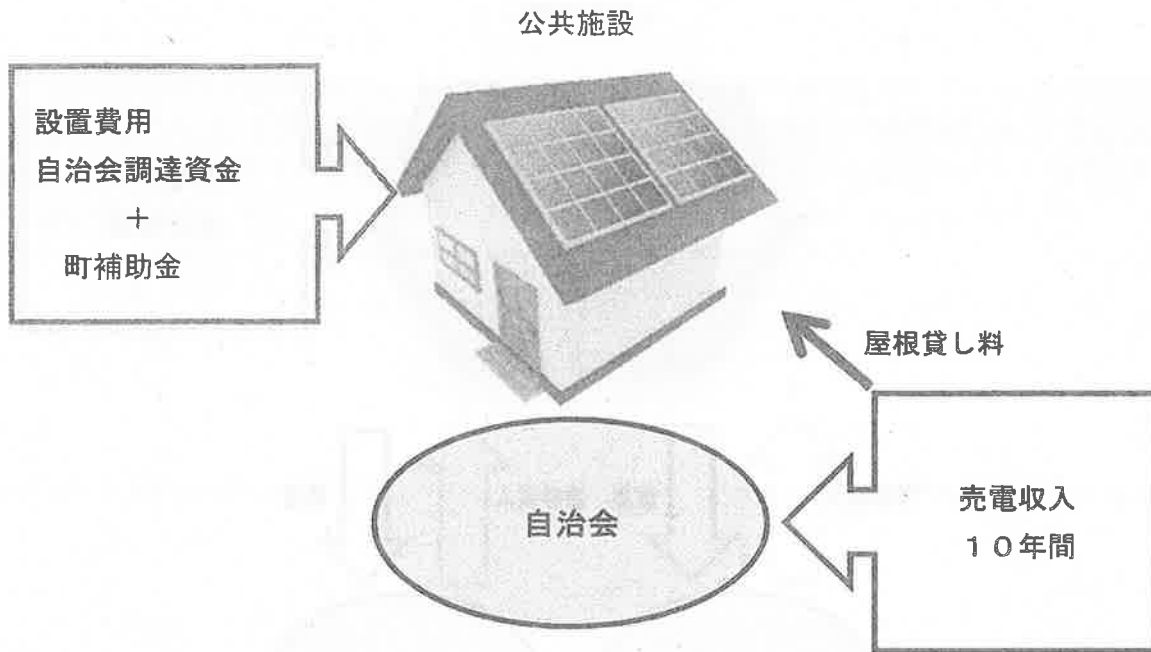 公共施設
設置費用
自治会調達資金
＋
町補助金
屋根貸し料
自治会
売電収入
１０年間